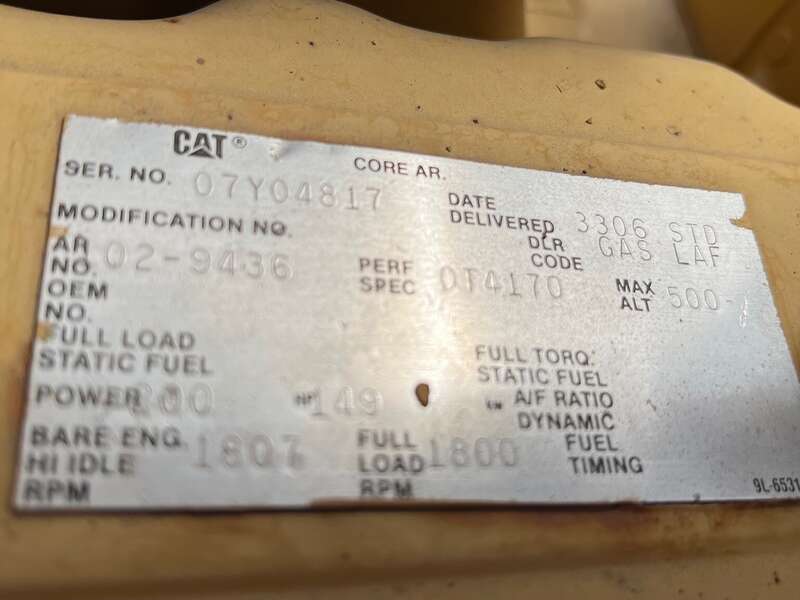 CAT®
CORE AR.
SER. NO. 07Y04817
DATE DELIVERED 3306 STD
MODIFICATION NO.
DLR CODE GAS LAF
AR NO. 02-9436
PERF SPEC 0T4170
MAX ALT 500
OEM NO.
FULL LOAD STATIC FUEL
FULL TORQ. STATIC FUEL
POWER 200 HP 149 KW
A/F RATIO DYNAMIC
BARE ENG. HI IDLE RPM 1807
FULL LOAD RPM 1800
FUEL TIMING
9L-6531